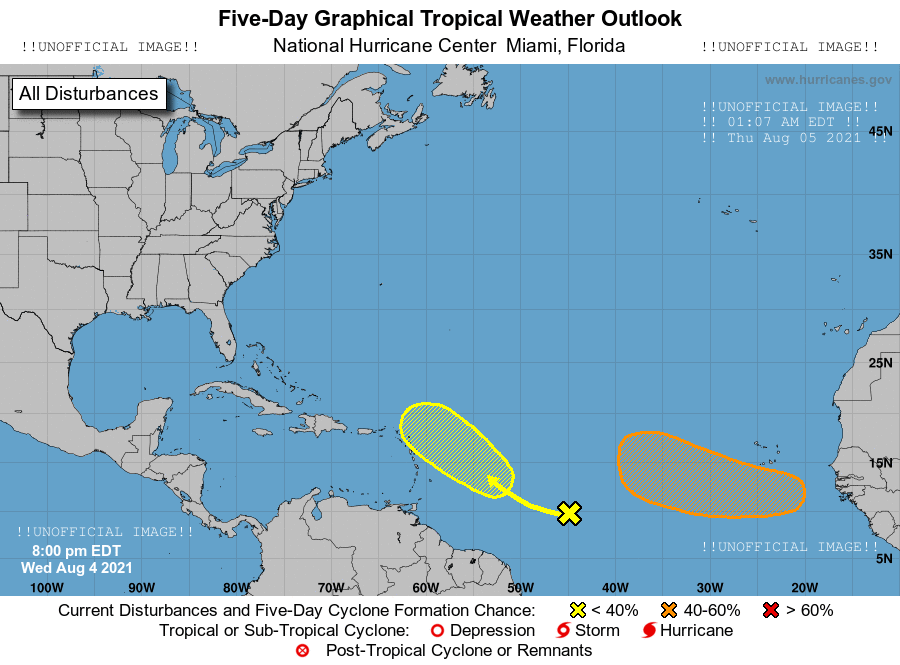 Five-Day Graphical Tropical Weather Outlook
!!UNOFFICIAL IMAGE!! National Hurricane Center Miami, Florida !!UNOFFICIAL IMAGE!!
www.hurricanes.gov
All Disturbances
!!UNOFFICIAL IMAGE!!
!! 01:07 AM EDT !!
!! Thu Aug 05 2021 !!
45N
35N
25N
15N
5N
!!UNOFFICIAL IMAGE!!
8:00 pm EDT
Wed Aug 4 2021
!!UNOFFICIAL IMAGE!!
100W 90W 80W 70W 60W 50W 40W 30W 20W
Current Disturbances and Five-Day Cyclone Formation Chance: < 40% 40-60% > 60%
Tropical or Sub-Tropical Cyclone: Depression Storm Hurricane
Post-Tropical Cyclone or Remnants